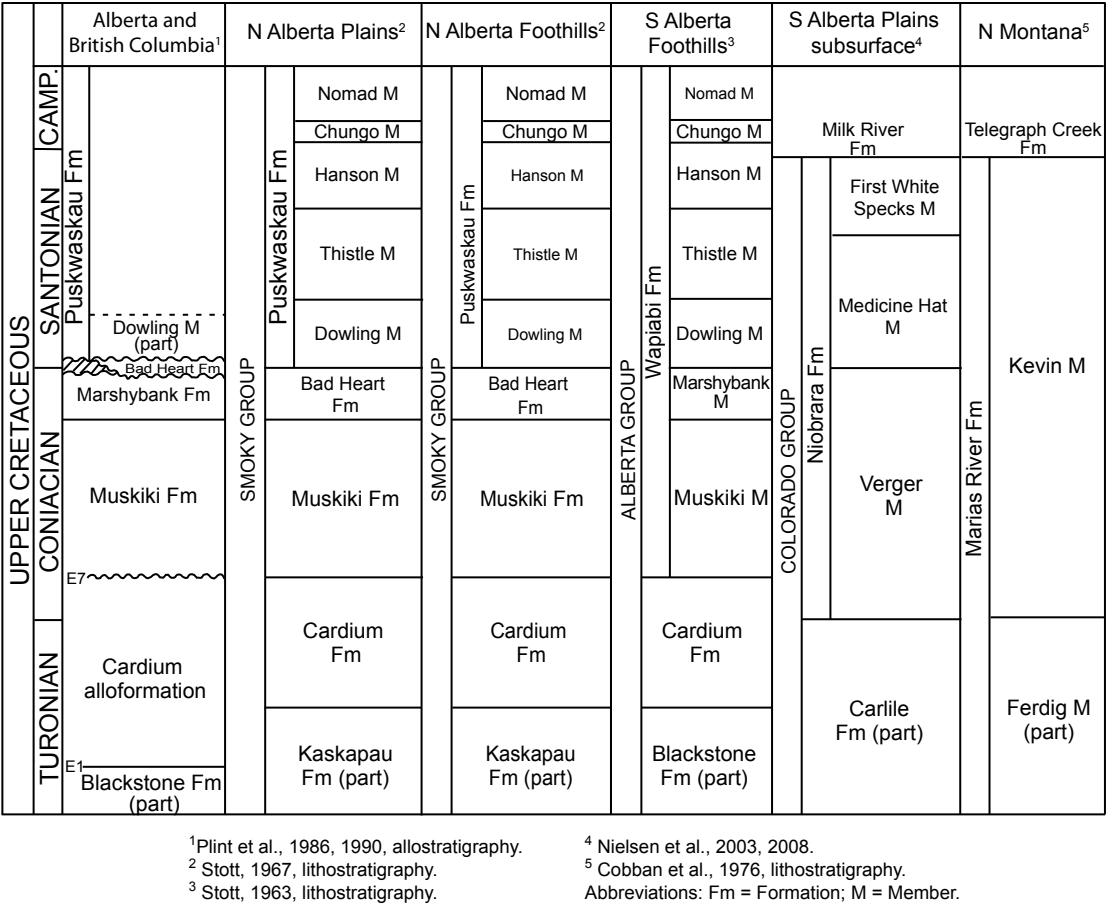 Alberta and
British Columbia1
N Alberta Plains2
N Alberta Foothills2
S Alberta
Foothills3
S Alberta Plains
subsurface4
N Montana5
UPPER CRETACEOUS
CAMP.
SANTONIAN
CONIACIAN
TURONIAN
Puskwaskau Fm
Dowling M
(part)
Bad Heart Fm
Marshybank Fm
Muskiki Fm
E7
Cardium
alloformation
E1
Blackstone Fm
(part)
SMOKY GROUP
Puskwaskau Fm
Nomad M
Chungo M
Hanson M
Thistle M
Dowling M
Bad Heart
Fm
Muskiki Fm
Cardium
Fm
Kaskapau
Fm (part)
SMOKY GROUP
Puskwaskau Fm
Nomad M
Chungo M
Hanson M
Thistle M
Dowling M
Bad Heart
Fm
Muskiki Fm
Cardium
Fm
Kaskapau
Fm (part)
ALBERTA GROUP
Wapiabi Fm
Nomad M
Chungo M
Hanson M
Thistle M
Dowling M
Marshybank
M
Muskiki M
Cardium
Fm
Blackstone
Fm (part)
Milk River
Fm
COLORADO GROUP
Niobrara Fm
First White
Specks M
Medicine Hat
M
Verger
M
Carlile
Fm (part)
Telegraph Creek
Fm
Marias River Fm
Kevin M
Ferdig M
(part)
1Plint et al., 1986, 1990, allostratigraphy.
2 Stott, 1967, lithostratigraphy.
3 Stott, 1963, lithostratigraphy.
4 Nielsen et al., 2003, 2008.
5 Cobban et al., 1976, lithostratigraphy.
Abbreviations: Fm = Formation; M = Member.